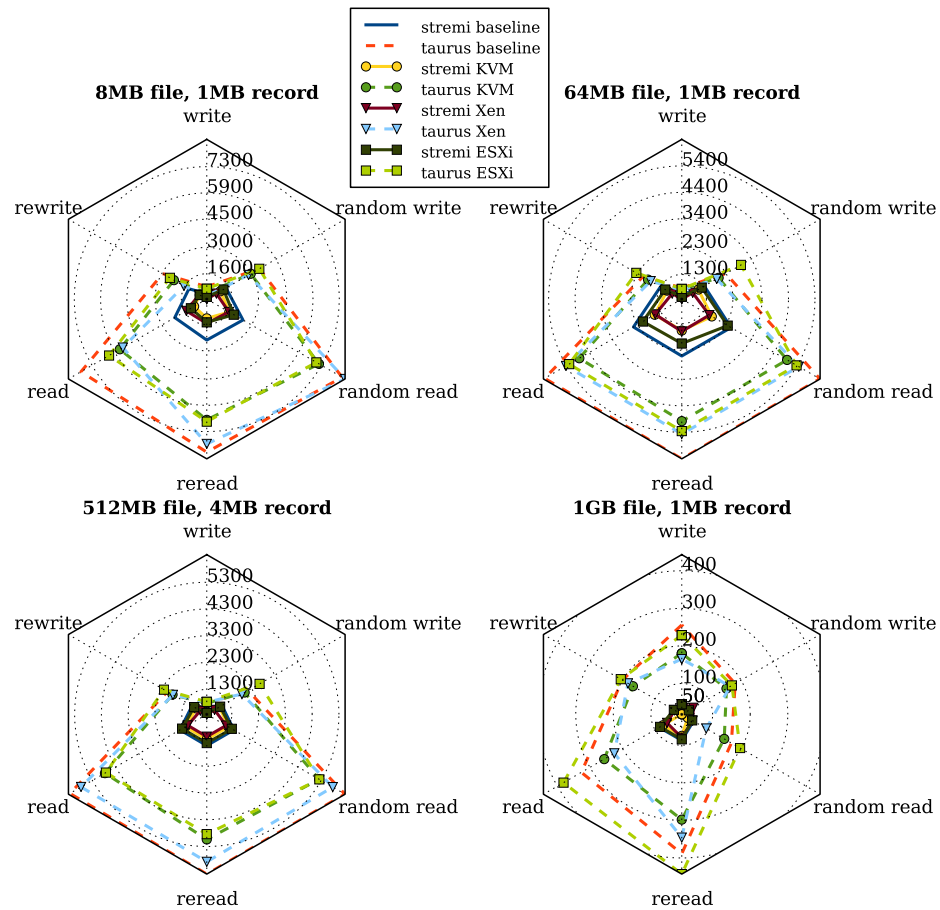 stremi baseline
taurus baseline
stremi KVM
taurus KVM
stremi Xen
taurus Xen
stremi ESXi
taurus ESXi
8MB file, 1MB record
write
7300
5900
4500
3000
1600
rewrite
random write
read
random read
reread
64MB file, 1MB record
write
5400
4400
3400
2300
1300
rewrite
random write
read
random read
reread
512MB file, 4MB record
write
5300
4300
3300
2300
1300
rewrite
random write
read
random read
reread
1GB file, 1MB record
write
400
300
200
100
50
rewrite
random write
read
random read
reread